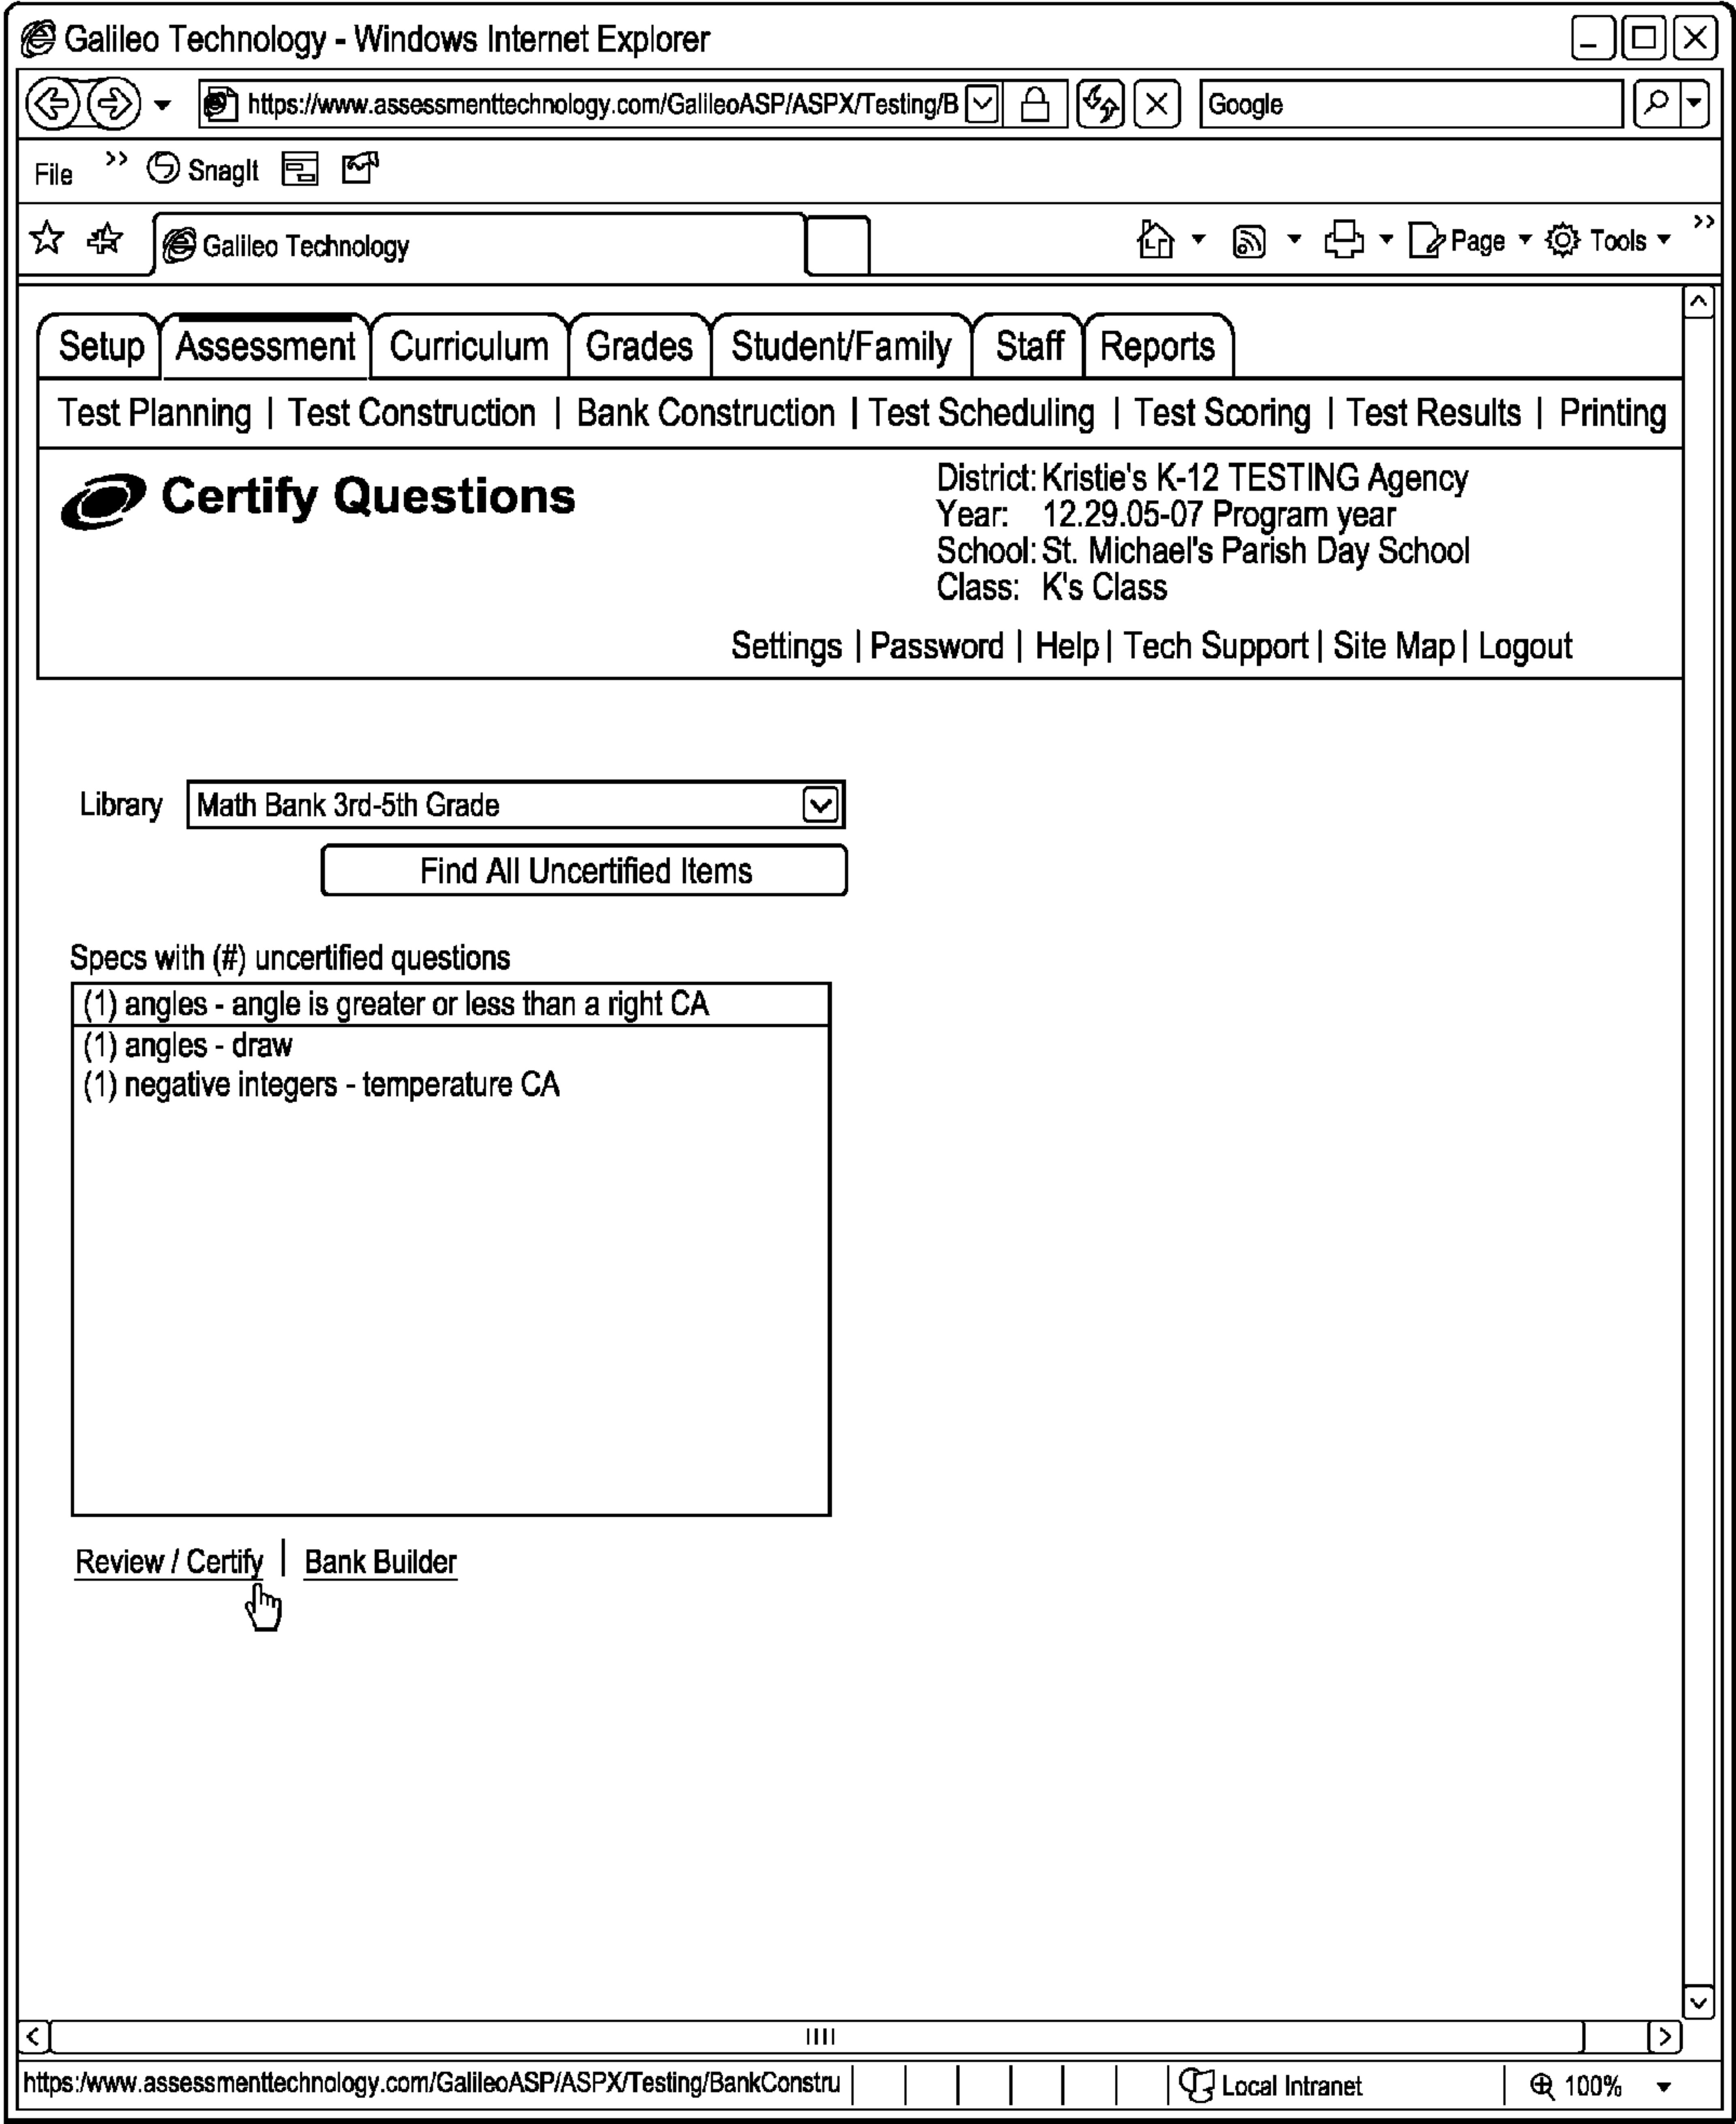 Galileo Technology - Windows Internet Explorer
https://www.assessmenttechnology.com/GalileoASP/ASPX/Testing/B
Google
File >> SnagIt
Galileo Technology
Page Tools >>
Setup Assessment Curriculum Grades Student/Family Staff Reports
Test Planning | Test Construction | Bank Construction | Test Scheduling | Test Scoring | Test Results | Printing
Certify Questions
District: Kristie's K-12 TESTING Agency
Year: 12.29.05-07 Program year
School: St. Michael's Parish Day School
Class: K's Class
Settings | Password | Help | Tech Support | Site Map | Logout
Library Math Bank 3rd-5th Grade
Find All Uncertified Items
Specs with (#) uncertified questions
(1) angles - angle is greater or less than a right CA
(1) angles - draw
(1) negative integers - temperature CA
Review / Certify | Bank Builder
https:/www.assessmenttechnology.com/GalileoASP/ASPX/Testing/BankConstru
Local Intranet
100%